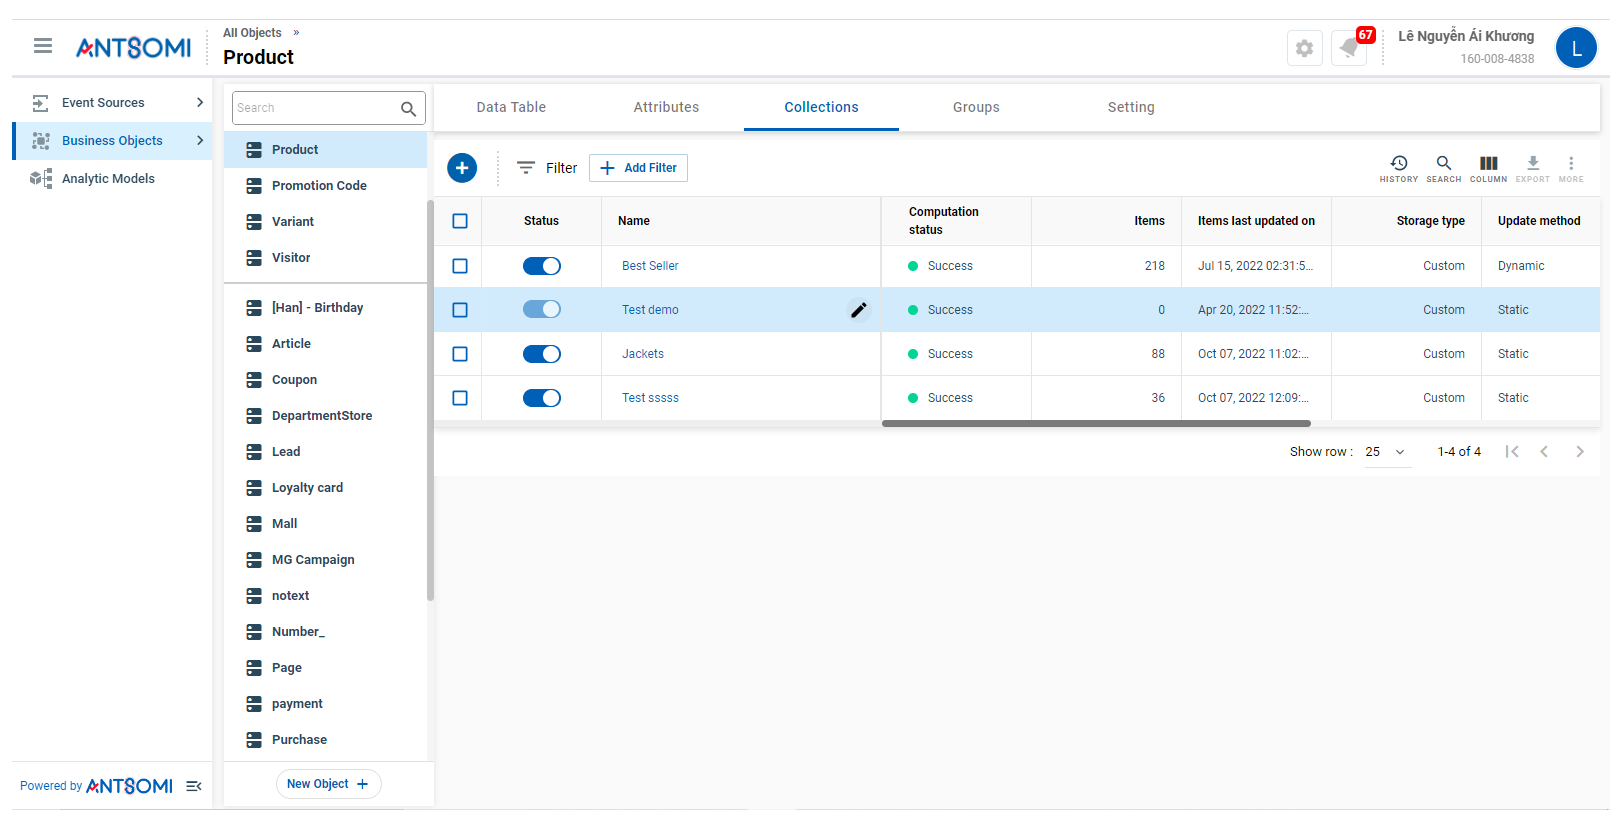 ANTSOMI
All Objects »
Product
67
Lê Nguyễn Ái Khương
160-008-4838
L
Event Sources
Business Objects
Analytic Models
Search
Product
Promotion Code
Variant
Visitor
[Han] - Birthday
Article
Coupon
DepartmentStore
Lead
Loyalty card
Mall
MG Campaign
notext
Number_
Page
payment
Purchase
New Object +
Powered by ANTSOMI
Data Table Attributes Collections Groups Setting
Filter Add Filter
HISTORY SEARCH COLUMN EXPORT MORE
Status Name Computation status Items Items last updated on Storage type Update method
Best Seller Success 218 Jul 15, 2022 02:31:5... Custom Dynamic
Test demo Success 0 Apr 20, 2022 11:52:... Custom Static
Jackets Success 88 Oct 07, 2022 11:02:... Custom Static
Test sssss Success 36 Oct 07, 2022 12:09:... Custom Static
Show row : 25 1-4 of 4